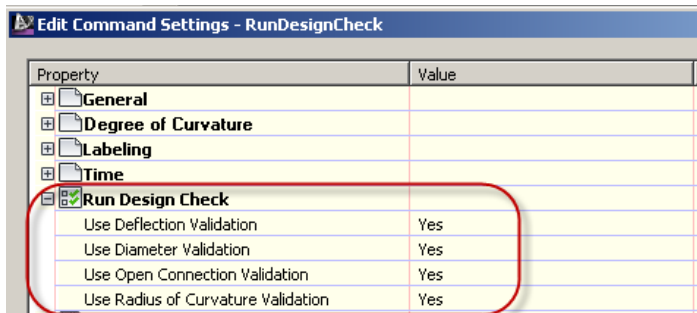 Edit Command Settings - RunDesignCheck
Property Value
General
Degree of Curvature
Labeling
Time
Run Design Check
Use Deflection Validation Yes
Use Diameter Validation Yes
Use Open Connection Validation Yes
Use Radius of Curvature Validation Yes